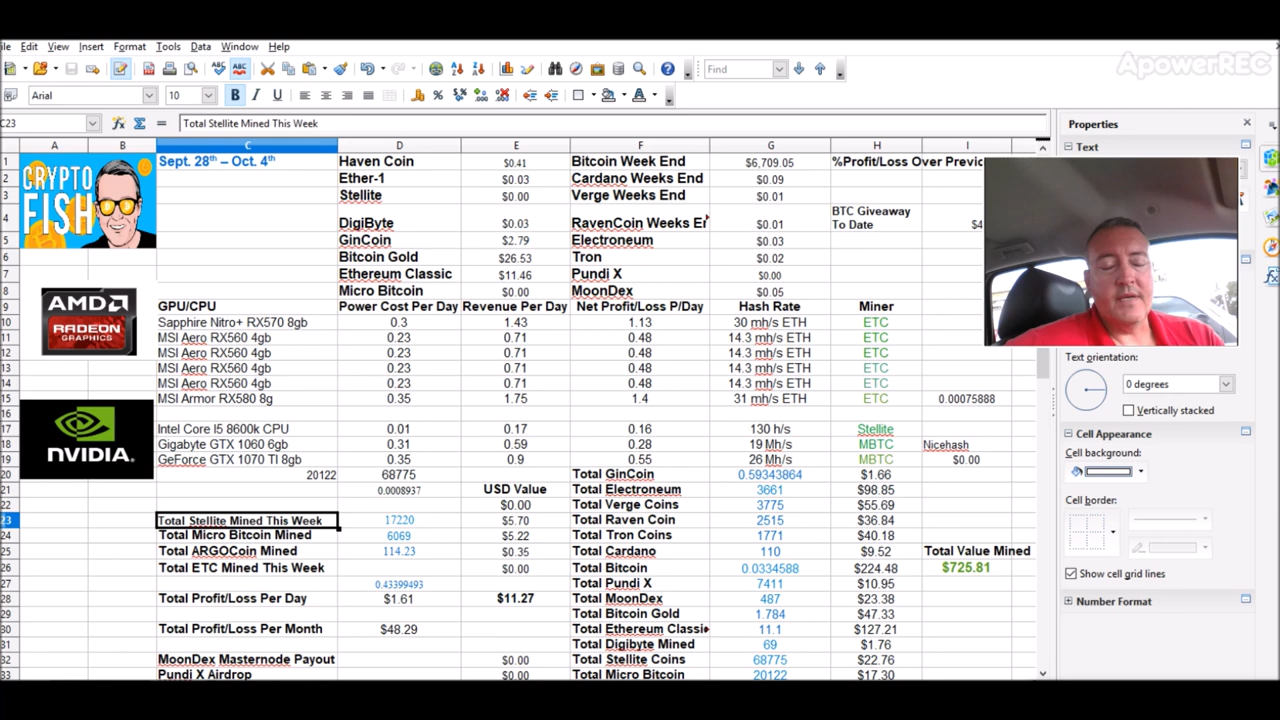 ApowerREC
File Edit View Insert Format Tools Data Window Help
Find
Arial 10
C23 Total Stellite Mined This Week
Properties
Text
A B C D E F G H I
1 Sept. 28th – Oct. 4th Haven Coin $0.41 Bitcoin Week End $6,709.05 %Profit/Loss Over Previo
2 Ether-1 $0.03 Cardano Weeks End $0.09
3 Stellite $0.00 Verge Weeks End $0.01
4 DigiByte $0.03 RavenCoin Weeks E $0.01 BTC Giveaway To Date $4
5 GinCoin $2.79 Electroneum $0.03
6 Bitcoin Gold $26.53 Tron $0.02
7 Ethereum Classic $11.46 Pundi X $0.00
8 Micro Bitcoin $0.00 MoonDex $0.05
CRYPTO
FISH
9 GPU/CPU Power Cost Per Day Revenue Per Day Net Profit/Loss P/Day Hash Rate Miner
10 Sapphire Nitro+ RX570 8gb 0.3 1.43 1.13 30 mh/s ETH ETC
11 MSI Aero RX560 4gb 0.23 0.71 0.48 14.3 mh/s ETH ETC
12 MSI Aero RX560 4gb 0.23 0.71 0.48 14.3 mh/s ETH ETC
13 MSI Aero RX560 4gb 0.23 0.71 0.48 14.3 mh/s ETH ETC
14 MSI Aero RX560 4gb 0.23 0.71 0.48 14.3 mh/s ETH ETC
15 MSI Armor RX580 8g 0.35 1.75 1.4 31 mh/s ETH ETC 0.00075888
AMD
RADEON
GRAPHICS
16
17 Intel Core I5 8600k CPU 0.01 0.17 0.16 130 h/s Stellite
18 Gigabyte GTX 1060 6gb 0.31 0.59 0.28 19 Mh/s MBTC Nicehash
19 GeForce GTX 1070 TI 8gb 0.35 0.9 0.55 26 Mh/s MBTC $0.00
NVIDIA
20 20122 68775 Total GinCoin 0.59343864 $1.66
21 0.0008937 USD Value Total Electroneum 3661 $98.85
22 $0.00 Total Verge Coins 3775 $55.69
23 Total Stellite Mined This Week 17220 $5.70 Total Raven Coin 2515 $36.84
24 Total Micro Bitcoin Mined 6069 $5.22 Total Tron Coins 1771 $40.18
25 Total ARGOCoin Mined 114.23 $0.35 Total Cardano 110 $9.52 Total Value Mined
26 Total ETC Mined This Week $0.00 Total Bitcoin 0.0334588 $224.48 $725.81
27 0.43399493 Total Pundi X 7411 $10.95
28 Total Profit/Loss Per Day $1.61 $11.27 Total MoonDex 487 $23.38
29 Total Bitcoin Gold 1.784 $47.33
30 Total Profit/Loss Per Month $48.29 Total Ethereum Classi 11.1 $127.21
31 Total Digibyte Mined 69 $1.76
32 MoonDex Masternode Payout $0.00 Total Stellite Coins 68775 $22.76
33 Pundi X Airdrop $0.00 Total Micro Bitcoin 20122 $17.30
Text orientation:
0 degrees
Vertically stacked
Cell Appearance
Cell background:
Cell border:
Show cell grid lines
Number Format